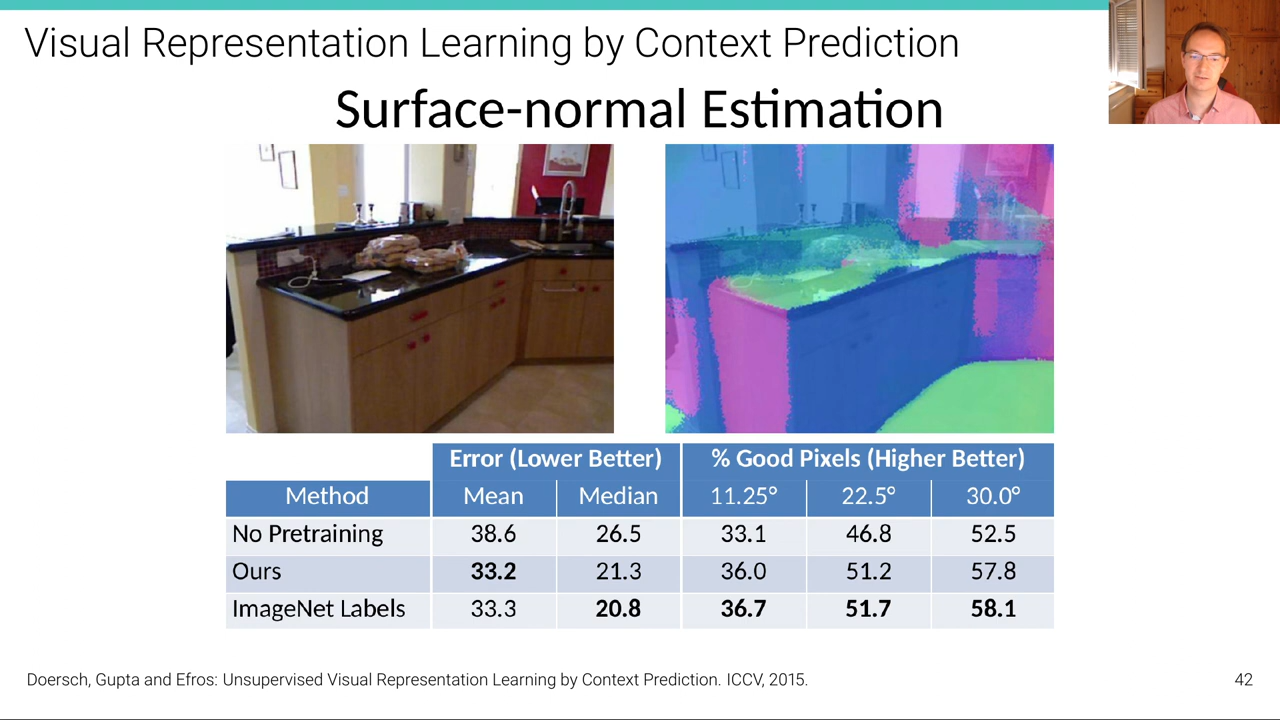 Visual Representation Learning by Context Prediction
Surface-normal Estimation
Error (Lower Better) % Good Pixels (Higher Better)
Method Mean Median 11.25° 22.5° 30.0°
No Pretraining 38.6 26.5 33.1 46.8 52.5
Ours 33.2 21.3 36.0 51.2 57.8
ImageNet Labels 33.3 20.8 36.7 51.7 58.1
Doersch, Gupta and Efros: Unsupervised Visual Representation Learning by Context Prediction. ICCV, 2015. 42